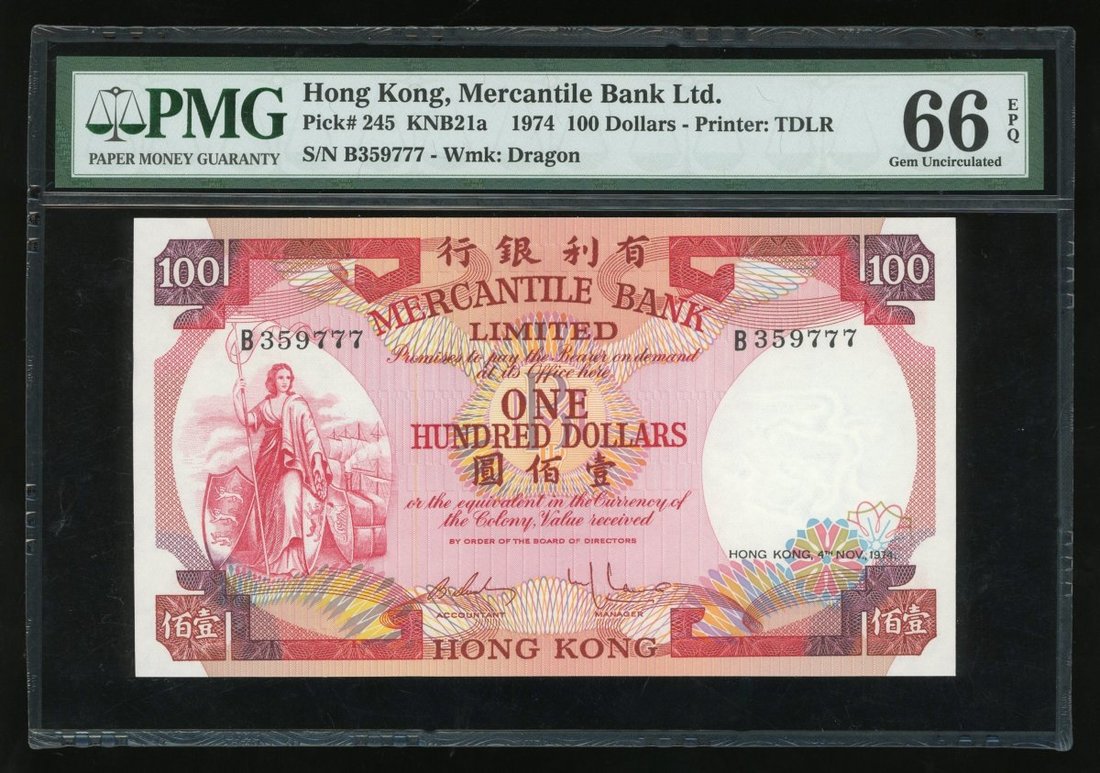 PMG
PAPER MONEY GUARANTY
Hong Kong, Mercantile Bank Ltd.
Pick# 245 KNB21a 1974 100 Dollars - Printer: TDLR
S/N B359777 - Wmk: Dragon
66
EPQ
Gem Uncirculated
行銀利有
100
100
MERCANTILE BANK
LIMITED
B359777
B359777
Promises to pay the Bearer on demand
at its Office here
ONE
HUNDRED DOLLARS
圓佰壹
or the equivalent in the Currency of
the Colony, Value received
BY ORDER OF THE BOARD OF DIRECTORS
HONG KONG, 4TH NOV. 1974.
ACCOUNTANT
MANAGER
佰壹
佰壹
HONG KONG